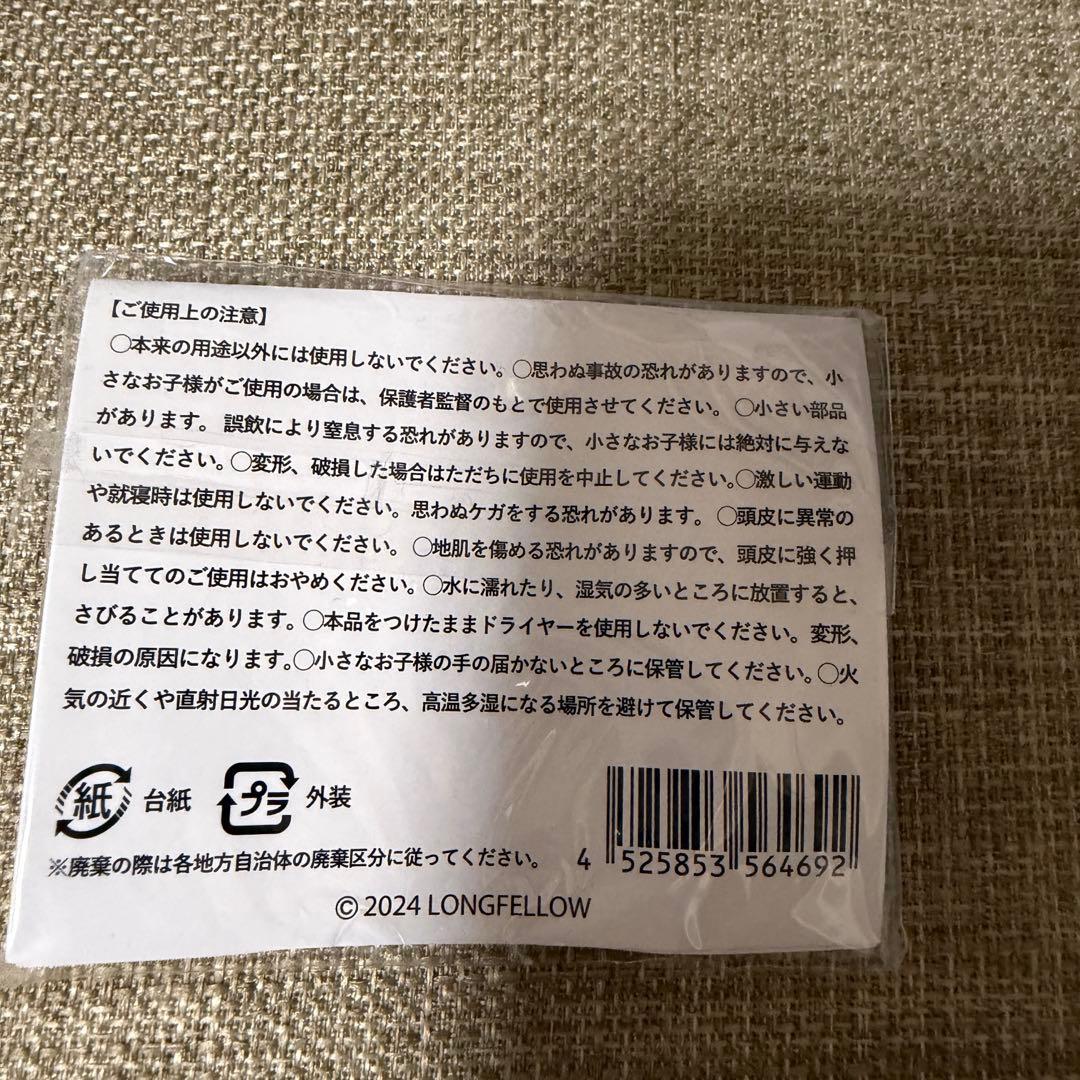 【ご使用上の注意】
◯本来の用途以外には使用しないでください。◯思わぬ事故の恐れがありますので、小
さなお子様がご使用の場合は、保護者監督のもとで使用させてください。 ◯小さい部品
があります。 誤飲により窒息する恐れがありますので、小さなお子様には絶対に与えな
いでください。◯変形、破損した場合はただちに使用を中止してください。◯激しい運動
や就寝時は使用しないでください。思わぬケガをする恐れがあります。 ◯頭皮に異常の
あるときは使用しないでください。 ◯地肌を傷める恐れがありますので、頭皮に強く押
し当ててのご使用はおやめください。◯水に濡れたり、湿気の多いところに放置すると、
さびることがあります。◯本品をつけたままドライヤーを使用しないでください。変形、
破損の原因になります。◯小さなお子様の手の届かないところに保管してください。◯火
気の近くや直射日光の当たるところ、高温多湿になる場所を避けて保管してください。
紙 台紙 プラ 外装
※廃棄の際は各地方自治体の廃棄区分に従ってください。
4 525853 564692
© 2024 LONGFELLOW